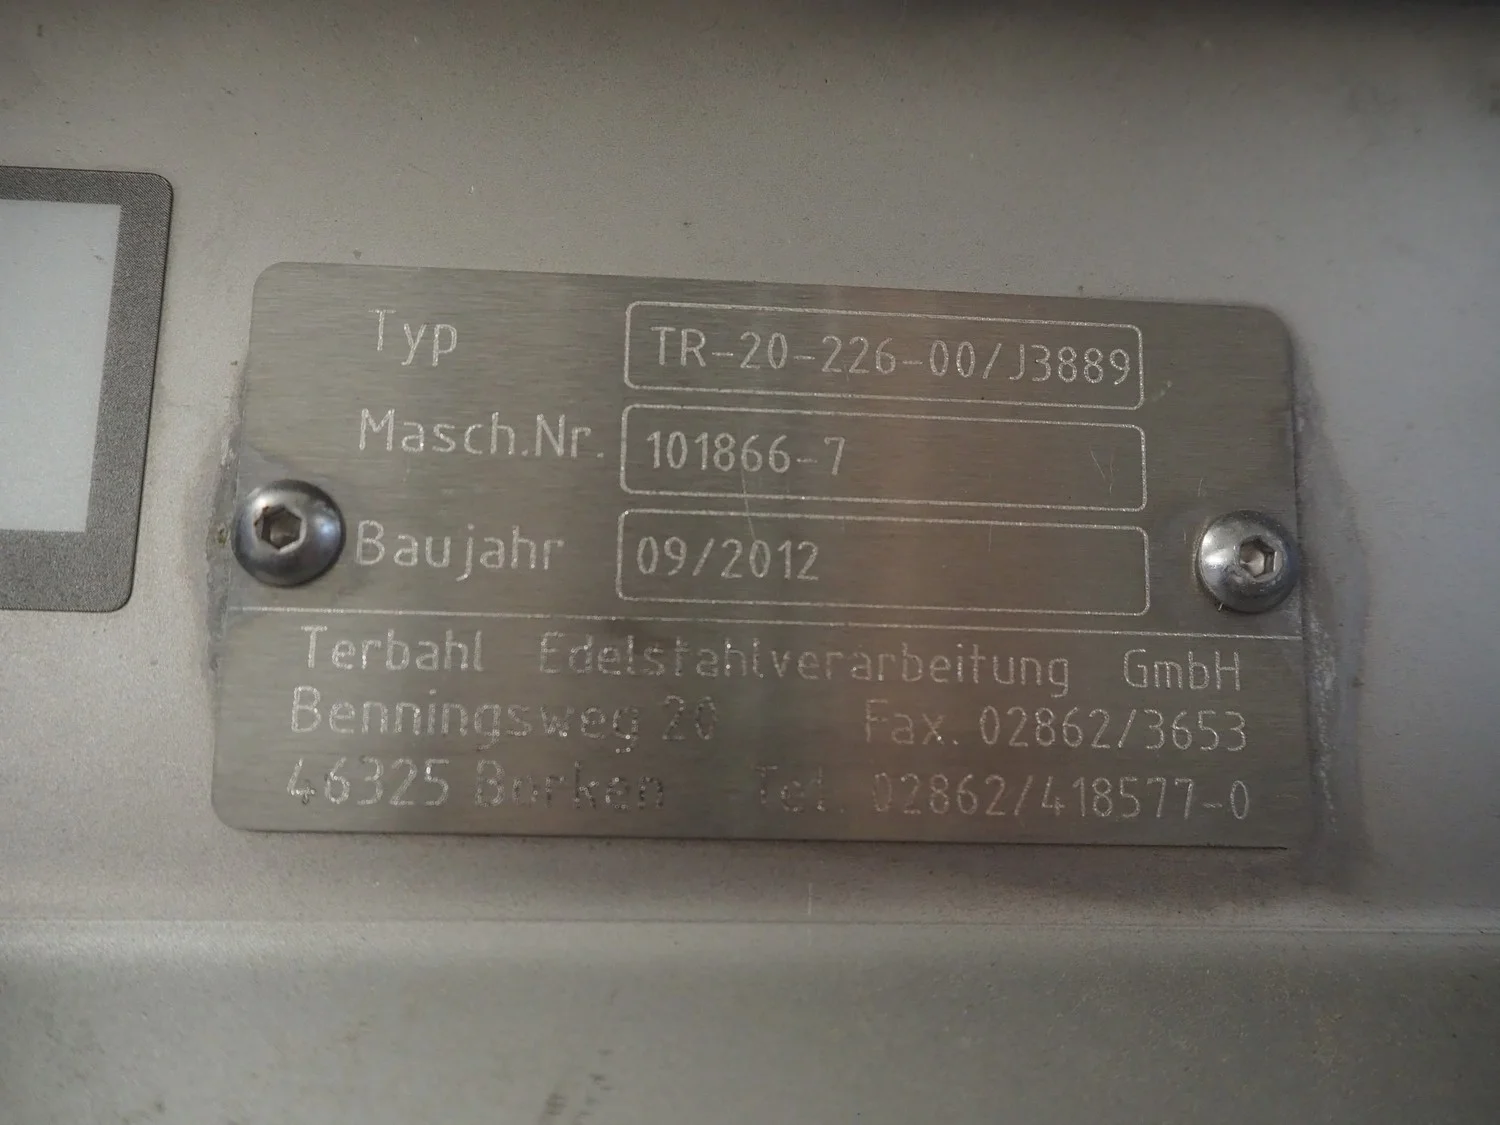 Typ TR-20-226-00/J3889
Masch.Nr. 101866-7
Baujahr 09/2012
Terbahl Edelstahlverarbeitung GmbH
Benningsweg 20 Fax. 02862/3653
46325 Borken Tel. 02862/418577-0